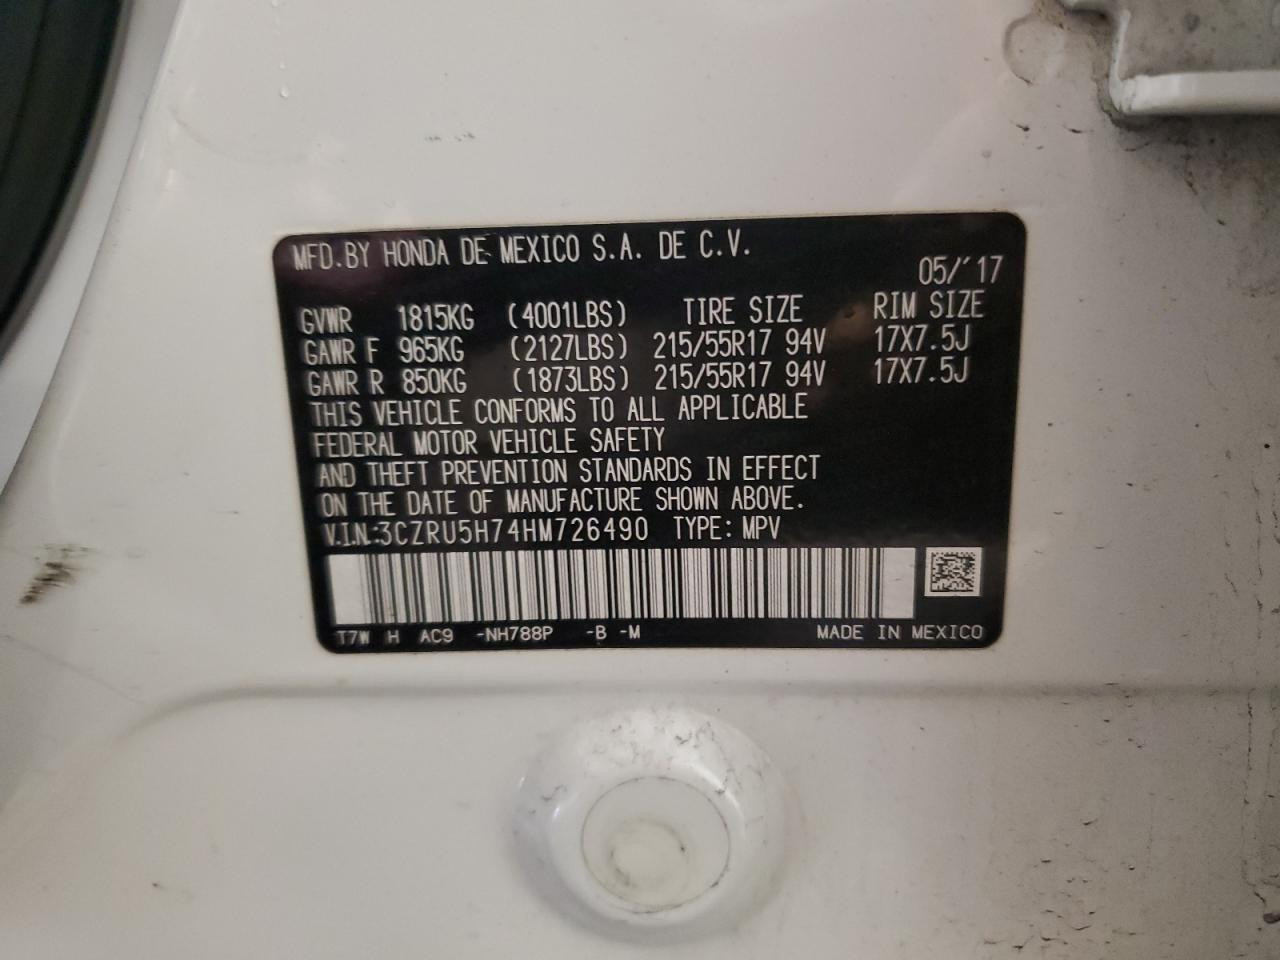 MFD.BY HONDA DE MEXICO S.A. DE C.V.
05/'17
GVWR 1815KG (4001LBS) TIRE SIZE RIM SIZE
GAWR F 965KG (2127LBS) 215/55R17 94V 17X7.5J
GAWR R 850KG (1873LBS) 215/55R17 94V 17X7.5J
THIS VEHICLE CONFORMS TO ALL APPLICABLE
FEDERAL MOTOR VEHICLE SAFETY
AND THEFT PREVENTION STANDARDS IN EFFECT
ON THE DATE OF MANUFACTURE SHOWN ABOVE.
V.I.N.:3CZRU5H74HM726490 TYPE: MPV
T7W H AC9 -NH788P -B -M MADE IN MEXICO